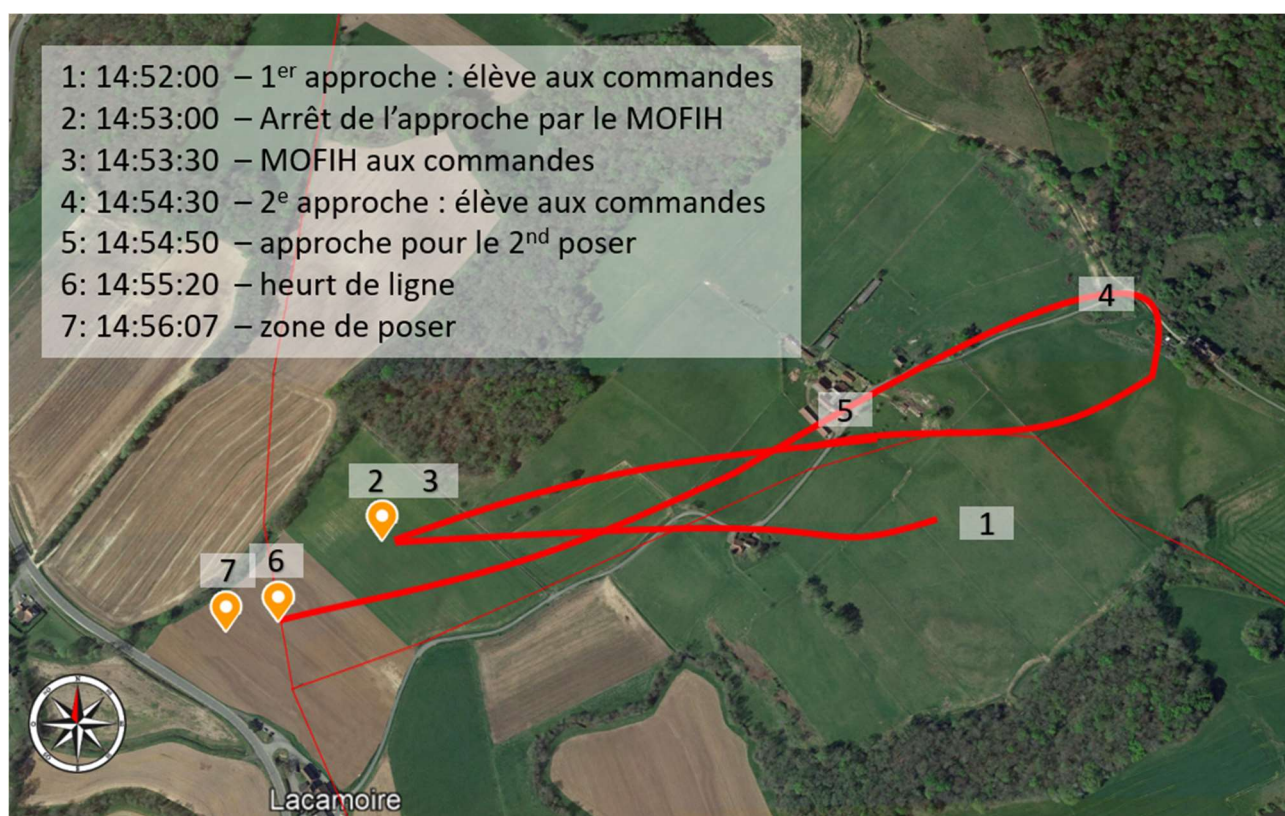 1: 14:52:00 – 1er approche : élève aux commandes
2: 14:53:00 – Arrêt de l’approche par le MOFIH
3: 14:53:30 – MOFIH aux commandes
4: 14:54:30 – 2e approche : élève aux commandes
5: 14:54:50 – approche pour le 2nd poser
6: 14:55:20 – heurt de ligne
7: 14:56:07 – zone de poser
4
5
2 3
1
6
7
Lacamoire